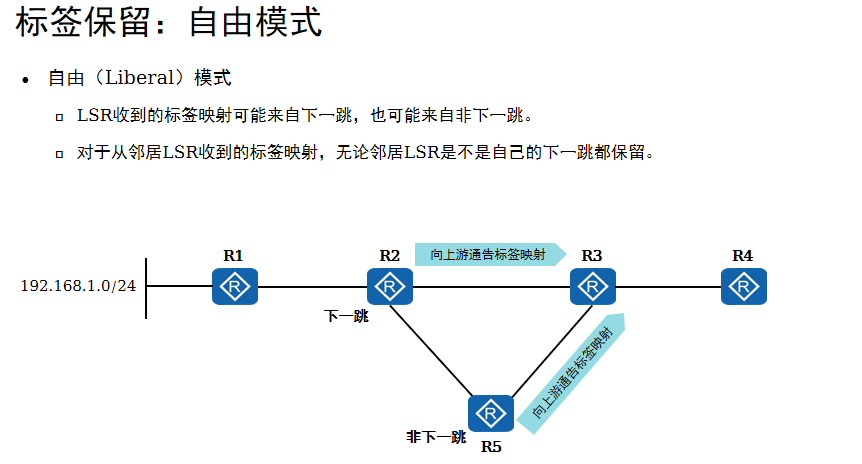 标签保留：自由模式
自由（Liberal）模式
LSR收到的标签映射可能来自下一跳，也可能来自非下一跳。
对于从邻居LSR收到的标签映射，无论邻居LSR是不是自己的下一跳都保留。
R1
R2
向上游通告标签映射
R3
R4
192.168.1.0/24
R
R
R
R
下一跳
向上游通告标签映射
R
非下一跳
R5